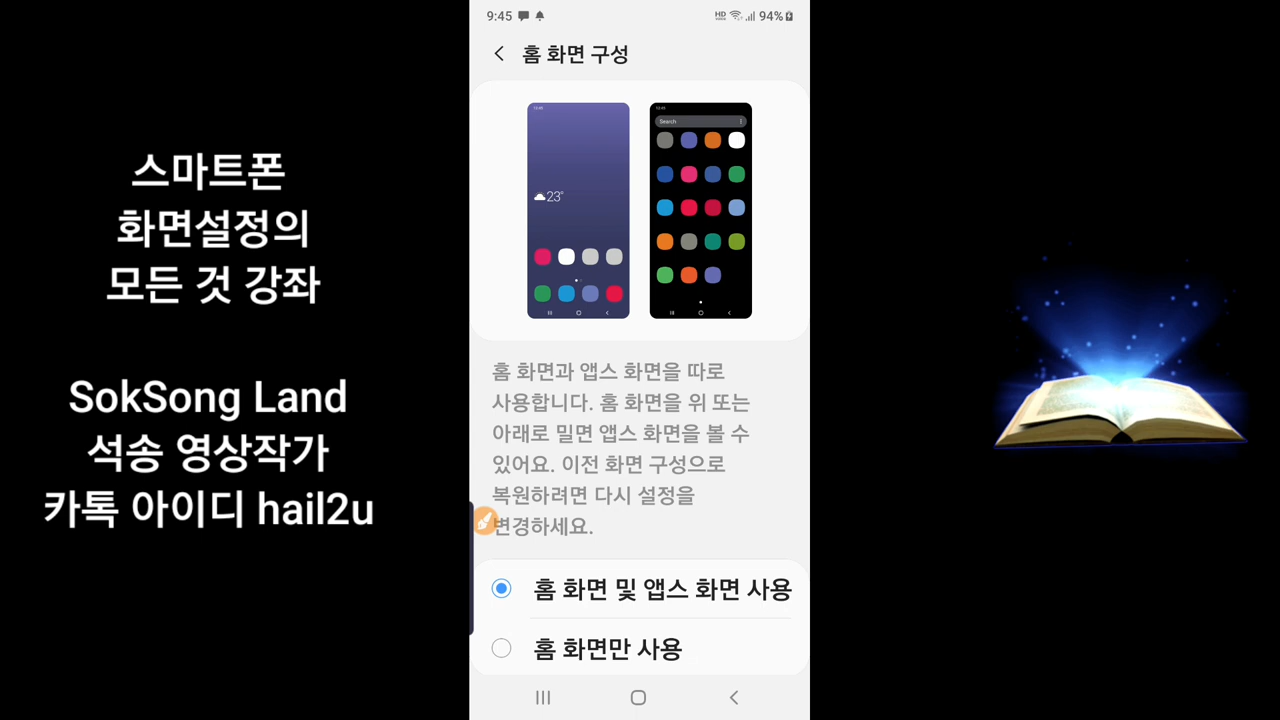 스마트폰
화면설정의
모든 것 강좌
SokSong Land
석송 영상작가
카톡 아이디 hail2u
9:45
94%
홈 화면 구성
23°
Search
홈 화면과 앱스 화면을 따로
사용합니다. 홈 화면을 위 또는
아래로 밀면 앱스 화면을 볼 수
있어요. 이전 화면 구성으로
복원하려면 다시 설정을
변경하세요.
홈 화면 및 앱스 화면 사용
홈 화면만 사용